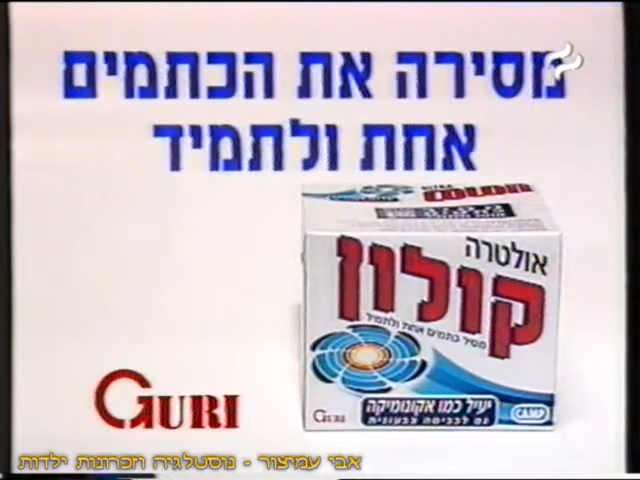 מסירה את הכתמים
אחת ולתמיד
אולטרה
קולון
מסיר כתמים אחת ולתמיד
יעיל כמו אקונומיקה
גם לכביסה צבעונית
GURI
CAMP
GURI
אבי עמיצור - נוסטלגיה וזכרונות ילדות